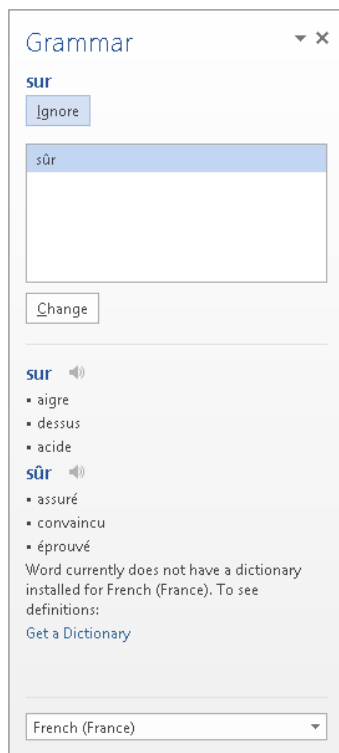 Grammar
sur
Ignore
sûr
Change
sur
▪ aigre
▪ dessus
▪ acide
sûr
▪ assuré
▪ convaincu
▪ éprouvé
Word currently does not have a dictionary
installed for French (France). To see
definitions:
Get a Dictionary
French (France)